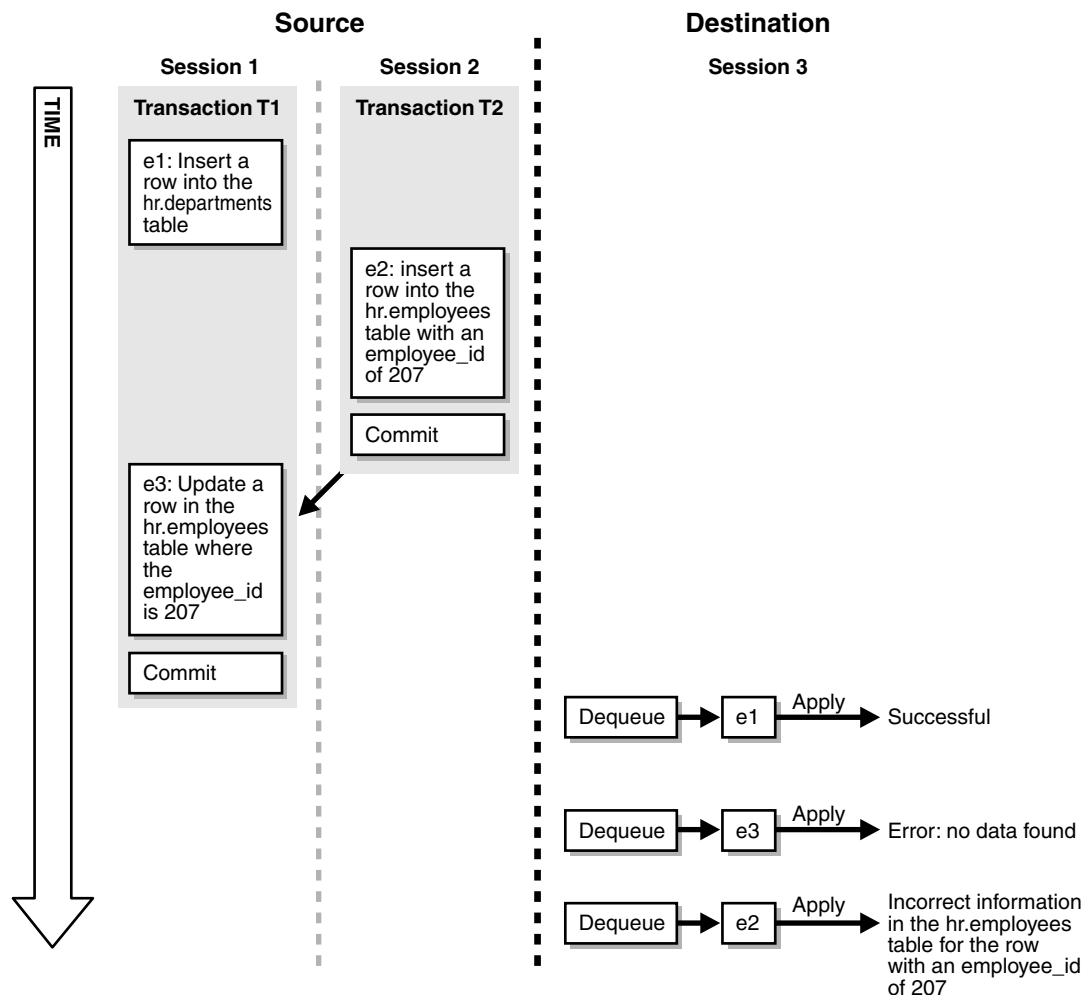 Source
Destination
Session 1
Session 2
Session 3
TIME
Transaction T1
Transaction T2
e1: Insert a
row into the
hr.departments
table
e2: insert a
row into the
hr.employees
table with an
employee_id
of 207
Commit
e3: Update a
row in the
hr.employees
table where
the
employee_id
is 207
Commit
Dequeue
e1
Apply
Successful
Dequeue
e3
Apply
Error: no data found
Dequeue
e2
Apply
Incorrect information
in the hr.employees
table for the row
with an employee_id
of 207